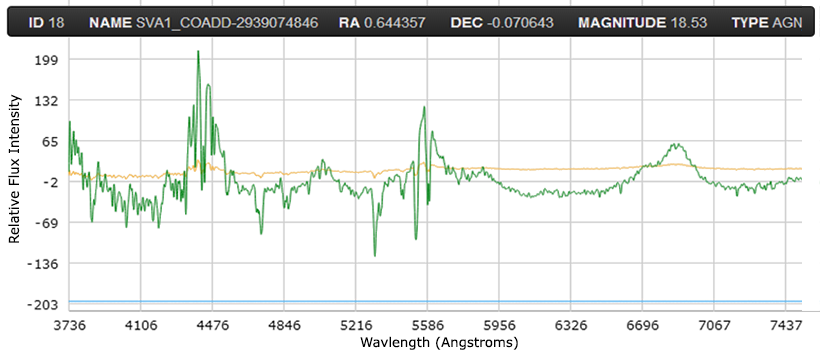 ID 18 NAME SVA1_COADD-2939074846 RA 0.644357 DEC -0.070643 MAGNITUDE 18.53 TYPE AGN
Relative Flux Intensity
199
132
65
-2
-69
-136
-203
3736 4106 4476 4846 5216 5586 5956 6326 6696 7067 7437
Wavlength (Angstroms)